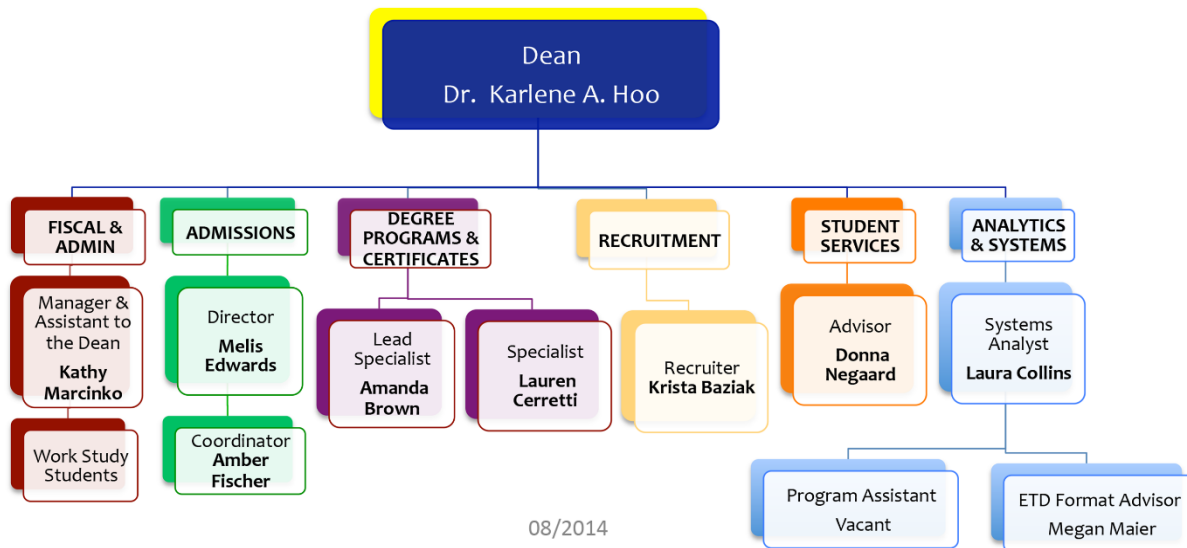 Dean
Dr. Karlene A. Hoo
FISCAL &
ADMIN
ADMISSIONS
DEGREE
PROGRAMS &
CERTIFICATES
RECRUITMENT
STUDENT
SERVICES
ANALYTICS
& SYSTEMS
Manager &
Assistant to
the Dean
Kathy
Marcinko
Director
Melis
Edwards
Lead
Specialist
Amanda
Brown
Specialist
Lauren
Cerretti
Recruiter
Krista Baziak
Advisor
Donna
Negaard
Systems
Analyst
Laura Collins
Work Study
Students
Coordinator
Amber
Fischer
Program Assistant
Vacant
ETD Format Advisor
Megan Maier
08/2014